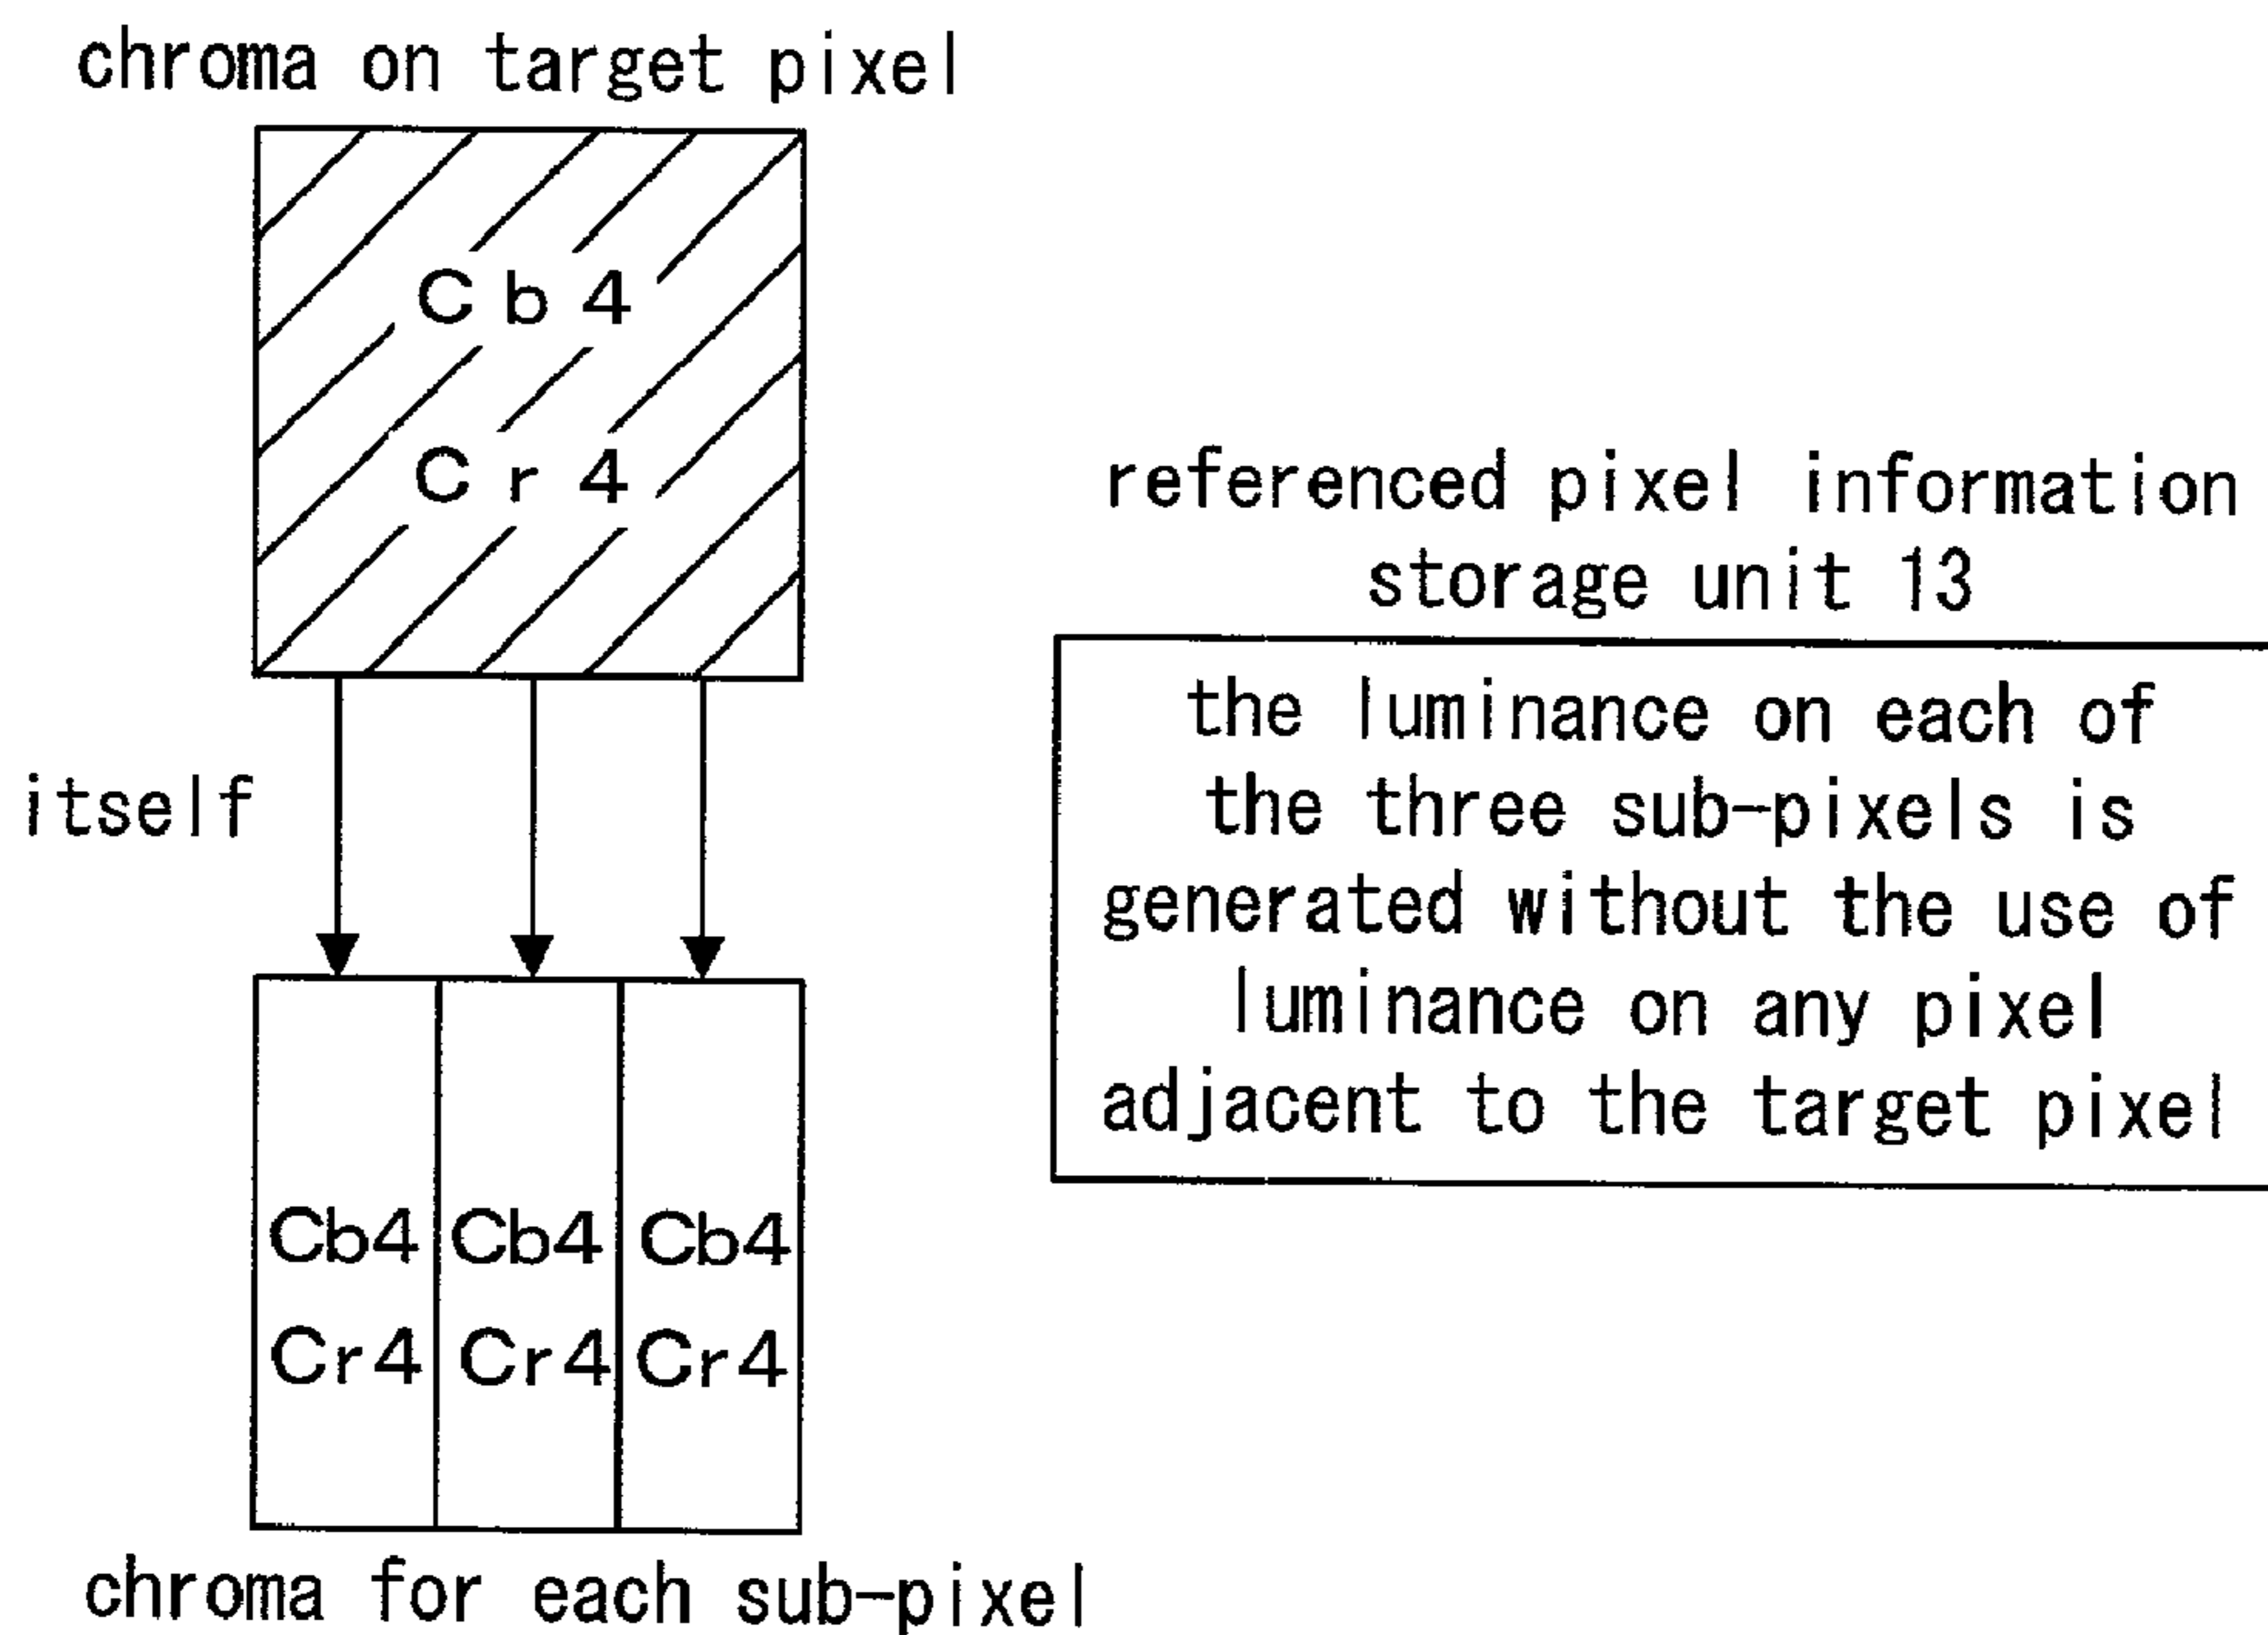 chroma on target pixel
Cb4
Cr4
itself
Cb4 Cb4 Cb4
Cr4 Cr4 Cr4
chroma for each sub-pixel
referenced pixel information
storage unit 13
the luminance on each of
the three sub-pixels is
generated without the use of
luminance on any pixel
adjacent to the target pixel